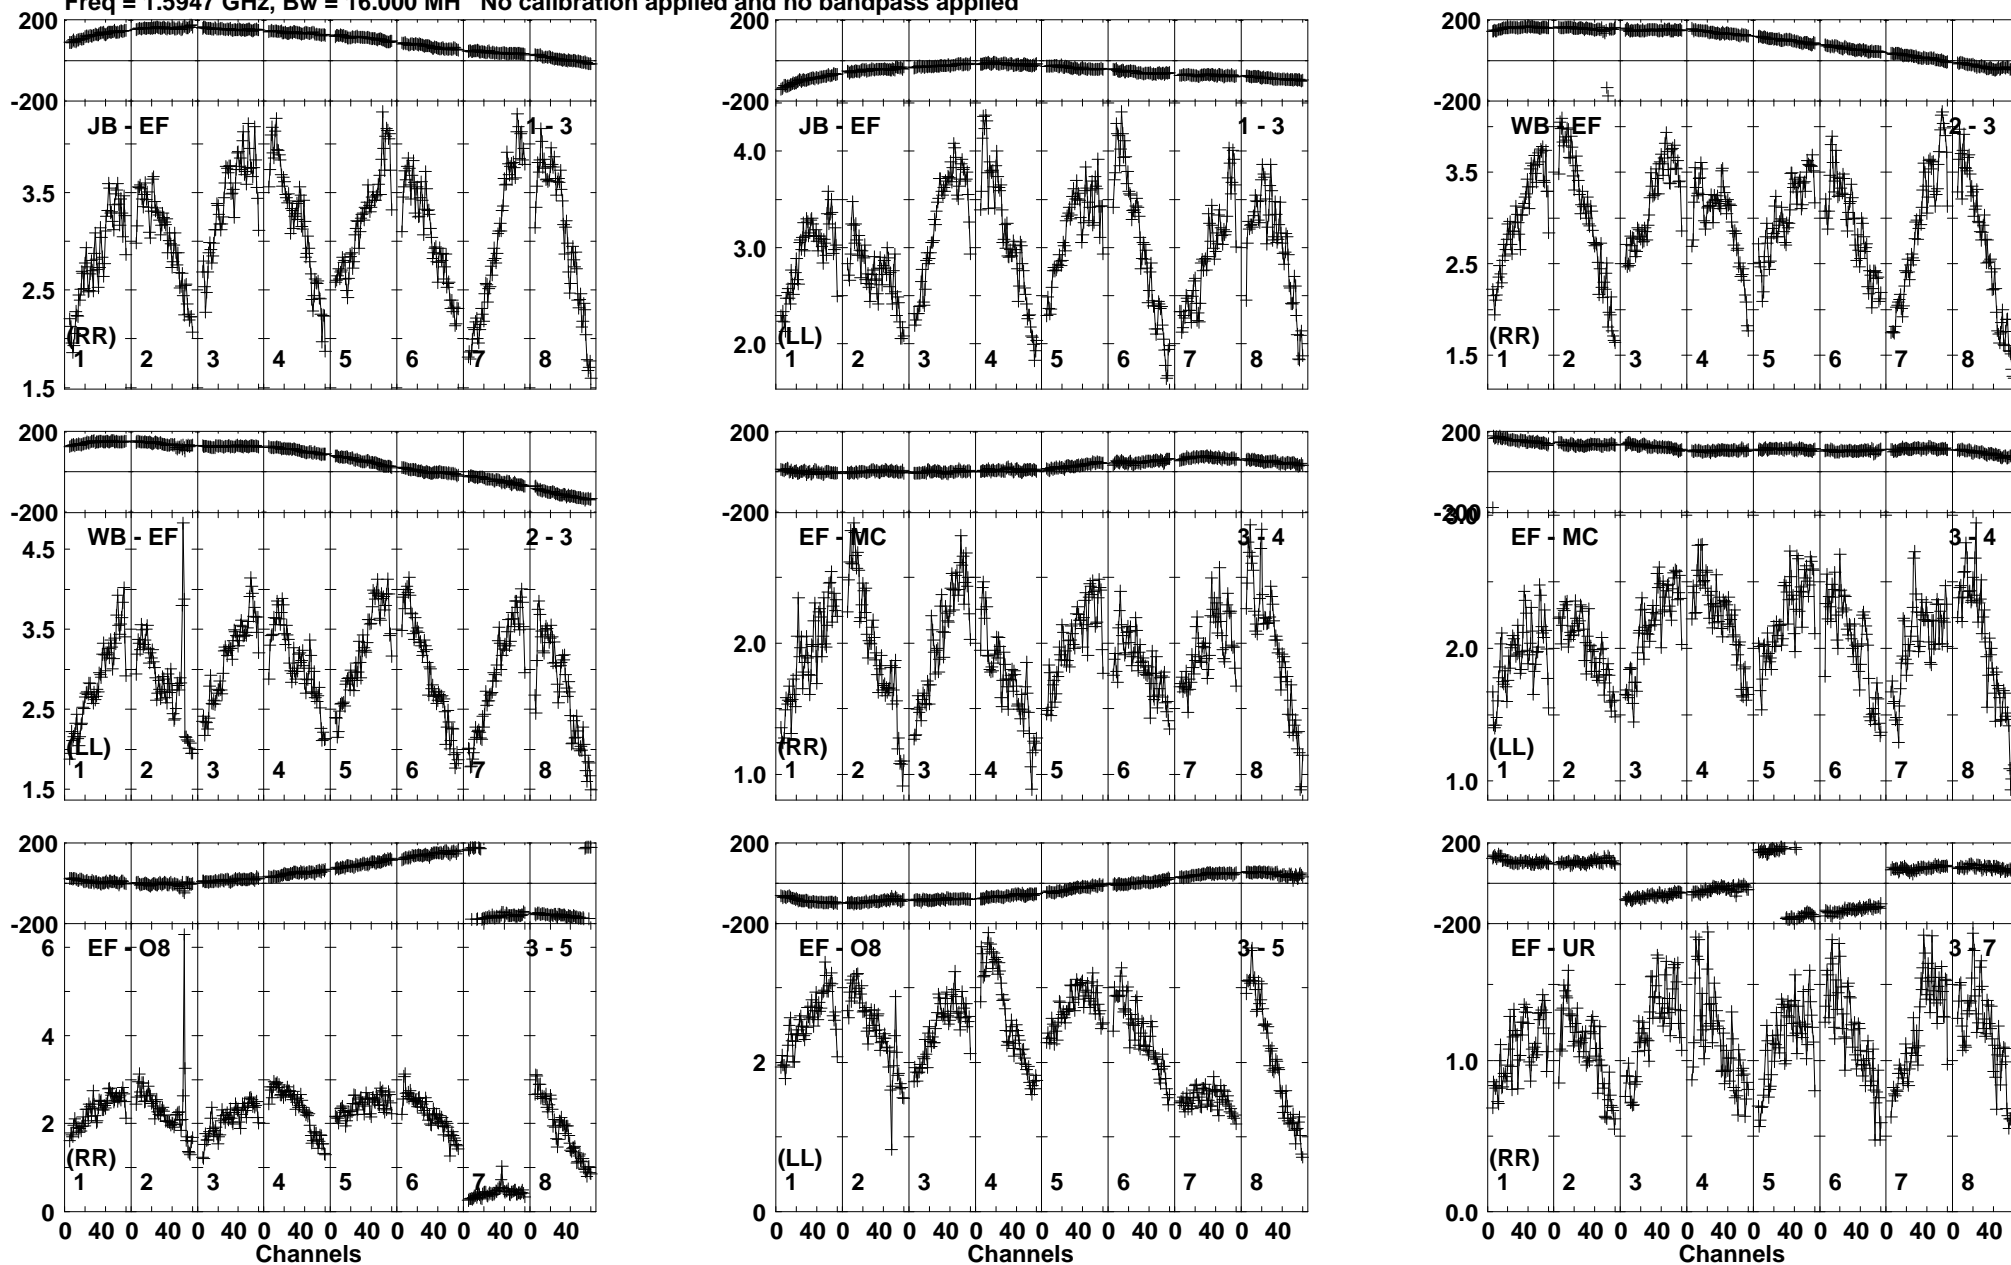 Freq = 1.5947 GHz, Bw = 16.000 MH No calibration applied and no bandpass applied
200 200 200
-200 -200 -200
JB - EF 1 - 3 JB - EF 1 - 3 WB - EF 2 - 3
4.0
3.5 3.5
3.0
2.5 2.5
(RR) (LL) (RR)
2.0
1 2 3 4 5 6 7 8 1 2 3 4 5 6 7 8 1 2 3 4 5 6 7 8
1.5
1.5
200 200 200
-200 -200 -200
3.0
WB - EF 2 - 3 EF - MC 3 - 4 EF - MC 3 - 4
4.5
3.5 2.0 2.0
2.5
(LL) (RR) (LL)
1 2 3 4 5 6 7 8 1 2 3 4 5 6 7 8 1 2 3 4 5 6 7 8
1.5 1.0 1.0
200 200 200
-200 -200 -200
EF - O8 3 - 5 EF - O8 3 - 5 EF - UR 3 - 7
6
4
2 2 1.0
(RR) (LL) (RR)
1 2 3 4 5 6 7 8 1 2 3 4 5 6 7 8 1 2 3 4 5 6 7 8
0 0 0.0
0 40 0 40 0 40 0 40 0 40 0 40 0 40 0 40 0 40 0 40 0 40 0 40 0 40 0 40 0 40 0 40 0 40 0 40 0 40 0 40 0 40 0 40 0 40 0 40
Channels Channels Channels